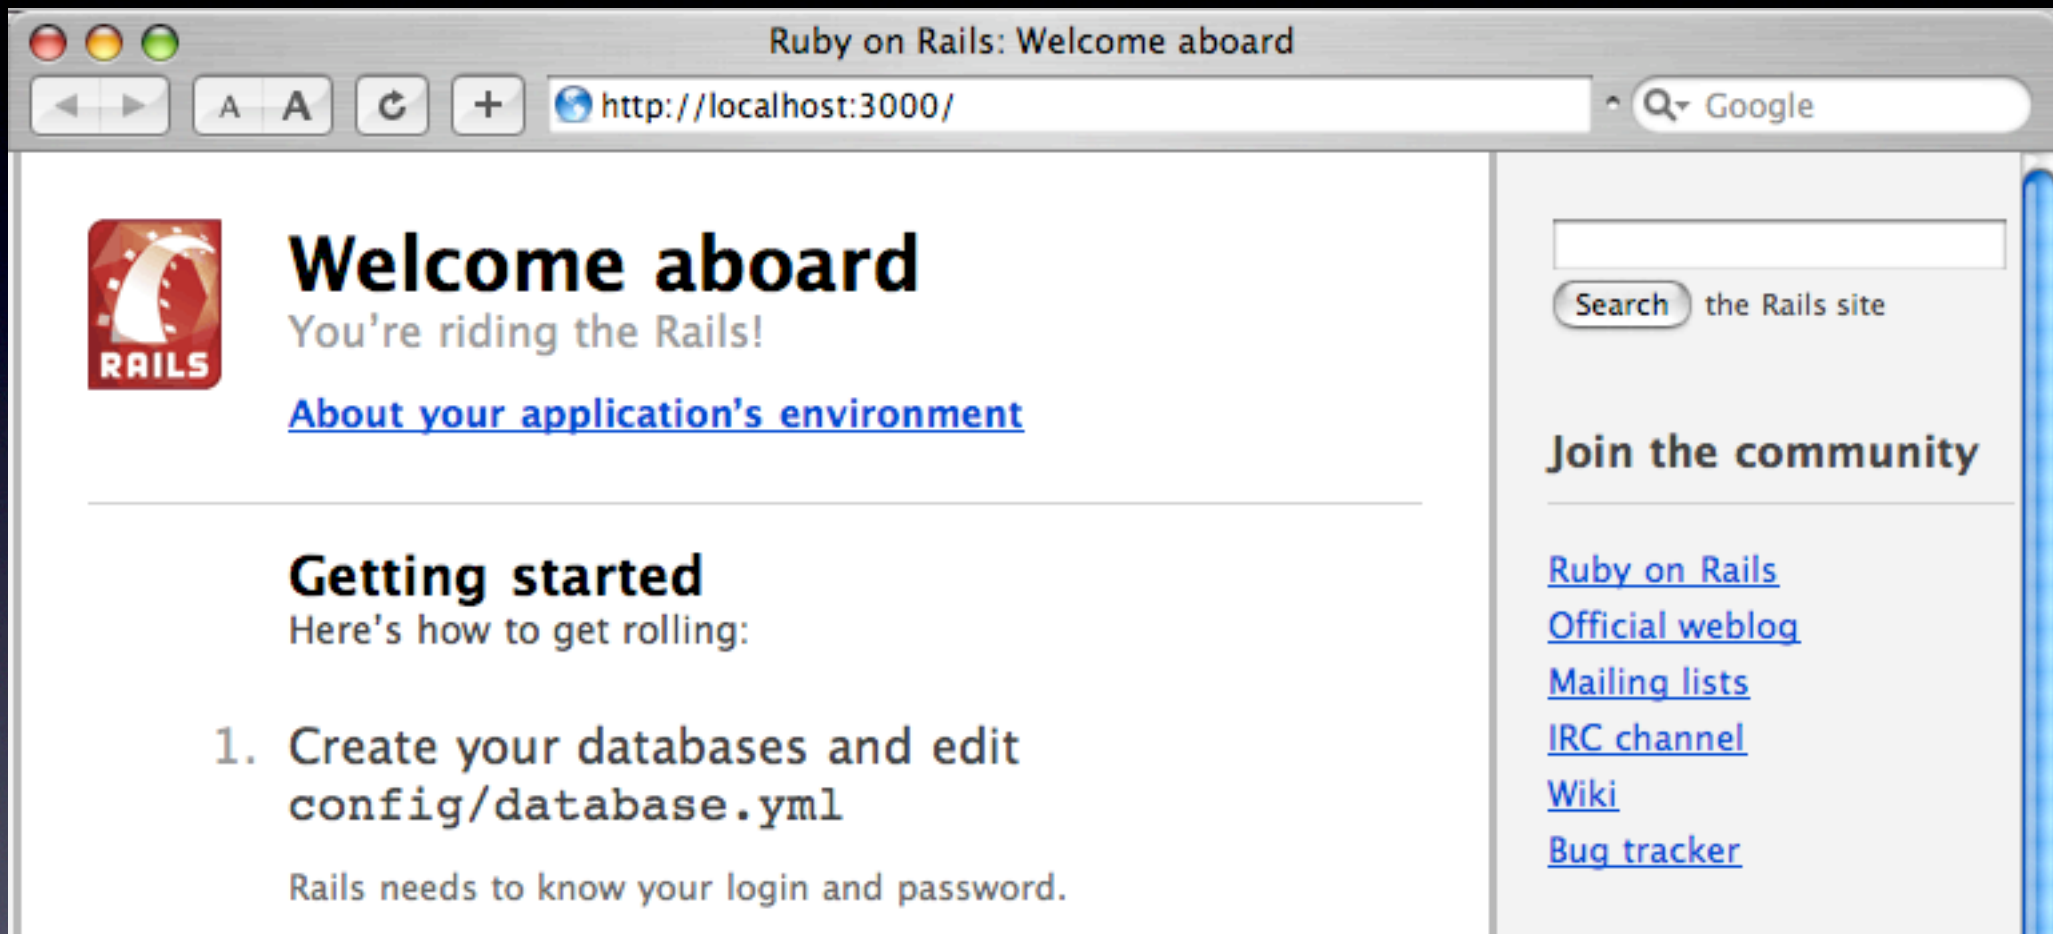 Ruby on Rails: Welcome aboard
A A + http://localhost:3000/ Google
RAILS
Welcome aboard
You're riding the Rails!
About your application's environment
Getting started
Here's how to get rolling:
1. Create your databases and edit
config/database.yml
Rails needs to know your login and password.
Search the Rails site
Join the community
Ruby on Rails
Official weblog
Mailing lists
IRC channel
Wiki
Bug tracker